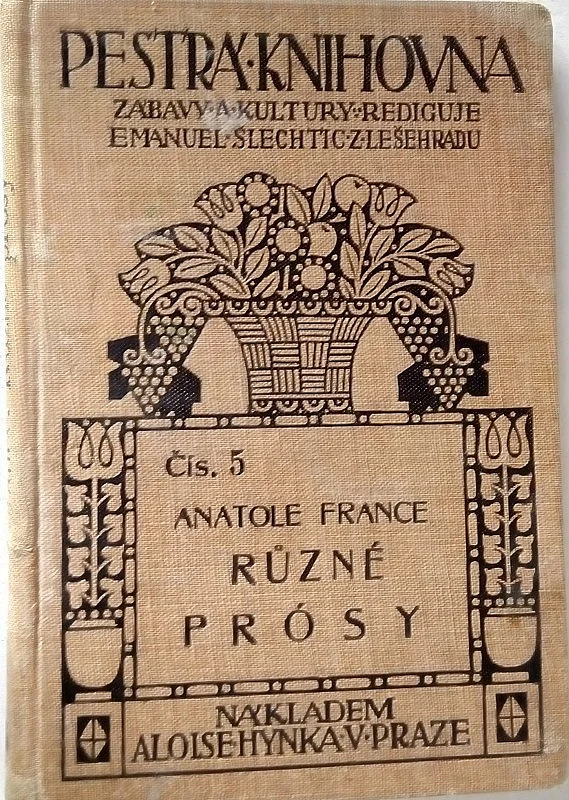 PESTRÁ·KNIHOVNA
ZÁBAVY·A·KULTURY·REDIGUJE
EMANUEL·ŠLECHTIC·Z·LEŠEHRADU
Čís. 5
ANATOLE FRANCE
RŮZNÉ
PRÓSY
NÁKLADEM
ALOISE·HYNKA·V·PRAZE